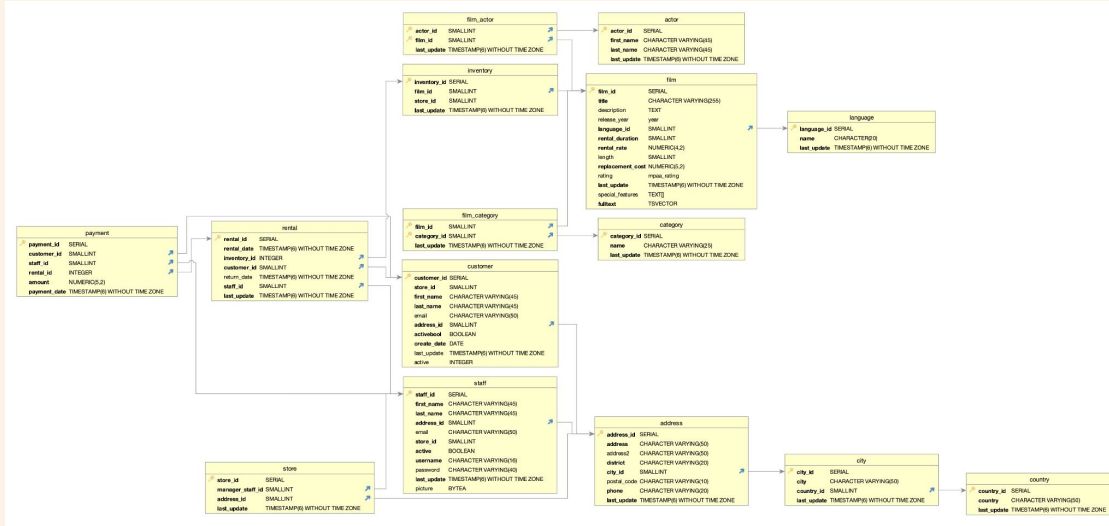 film_actor
actor_id SMALLINT
film_id SMALLINT
last_update TIMESTAMP(6) WITHOUT TIME ZONE
actor
actor_id SERIAL
first_name CHARACTER VARYING(45)
last_name CHARACTER VARYING(45)
last_update TIMESTAMP(6) WITHOUT TIME ZONE
inventory
inventory_id SERIAL
film_id SMALLINT
store_id SMALLINT
last_update TIMESTAMP(6) WITHOUT TIME ZONE
film
film_id SERIAL
title CHARACTER VARYING(255)
description TEXT
release_year year
language_id SMALLINT
rental_duration SMALLINT
rental_rate NUMERIC(4,2)
length SMALLINT
replacement_cost NUMERIC(5,2)
rating mpaa_rating
last_update TIMESTAMP(6) WITHOUT TIME ZONE
special_features TEXT[]
fulltext TSVECTOR
language
language_id SERIAL
name CHARACTER(20)
last_update TIMESTAMP(6) WITHOUT TIME ZONE
payment
payment_id SERIAL
customer_id SMALLINT
staff_id SMALLINT
rental_id INTEGER
amount NUMERIC(5,2)
payment_date TIMESTAMP(6) WITHOUT TIME ZONE
rental
rental_id SERIAL
rental_date TIMESTAMP(6) WITHOUT TIME ZONE
inventory_id INTEGER
customer_id SMALLINT
return_date TIMESTAMP(6) WITHOUT TIME ZONE
staff_id SMALLINT
last_update TIMESTAMP(6) WITHOUT TIME ZONE
film_category
film_id SMALLINT
category_id SMALLINT
last_update TIMESTAMP(6) WITHOUT TIME ZONE
category
category_id SERIAL
name CHARACTER VARYING(25)
last_update TIMESTAMP(6) WITHOUT TIME ZONE
customer
customer_id SERIAL
store_id SMALLINT
first_name CHARACTER VARYING(45)
last_name CHARACTER VARYING(45)
email CHARACTER VARYING(50)
address_id SMALLINT
activebool BOOLEAN
create_date DATE
last_update TIMESTAMP(6) WITHOUT TIME ZONE
active INTEGER
staff
staff_id SERIAL
first_name CHARACTER VARYING(45)
last_name CHARACTER VARYING(45)
address_id SMALLINT
email CHARACTER VARYING(50)
store_id SMALLINT
active BOOLEAN
username CHARACTER VARYING(16)
password CHARACTER VARYING(40)
last_update TIMESTAMP(6) WITHOUT TIME ZONE
picture BYTEA
store
store_id SERIAL
manager_staff_id SMALLINT
address_id SMALLINT
last_update TIMESTAMP(6) WITHOUT TIME ZONE
address
address_id SERIAL
address CHARACTER VARYING(50)
address2 CHARACTER VARYING(50)
district CHARACTER VARYING(20)
city_id SMALLINT
postal_code CHARACTER VARYING(10)
phone CHARACTER VARYING(20)
last_update TIMESTAMP(6) WITHOUT TIME ZONE
city
city_id SERIAL
city CHARACTER VARYING(50)
country_id SMALLINT
last_update TIMESTAMP(6) WITHOUT TIME ZONE
country
country_id SERIAL
country CHARACTER VARYING(50)
last_update TIMESTAMP(6) WITHOUT TIME ZONE